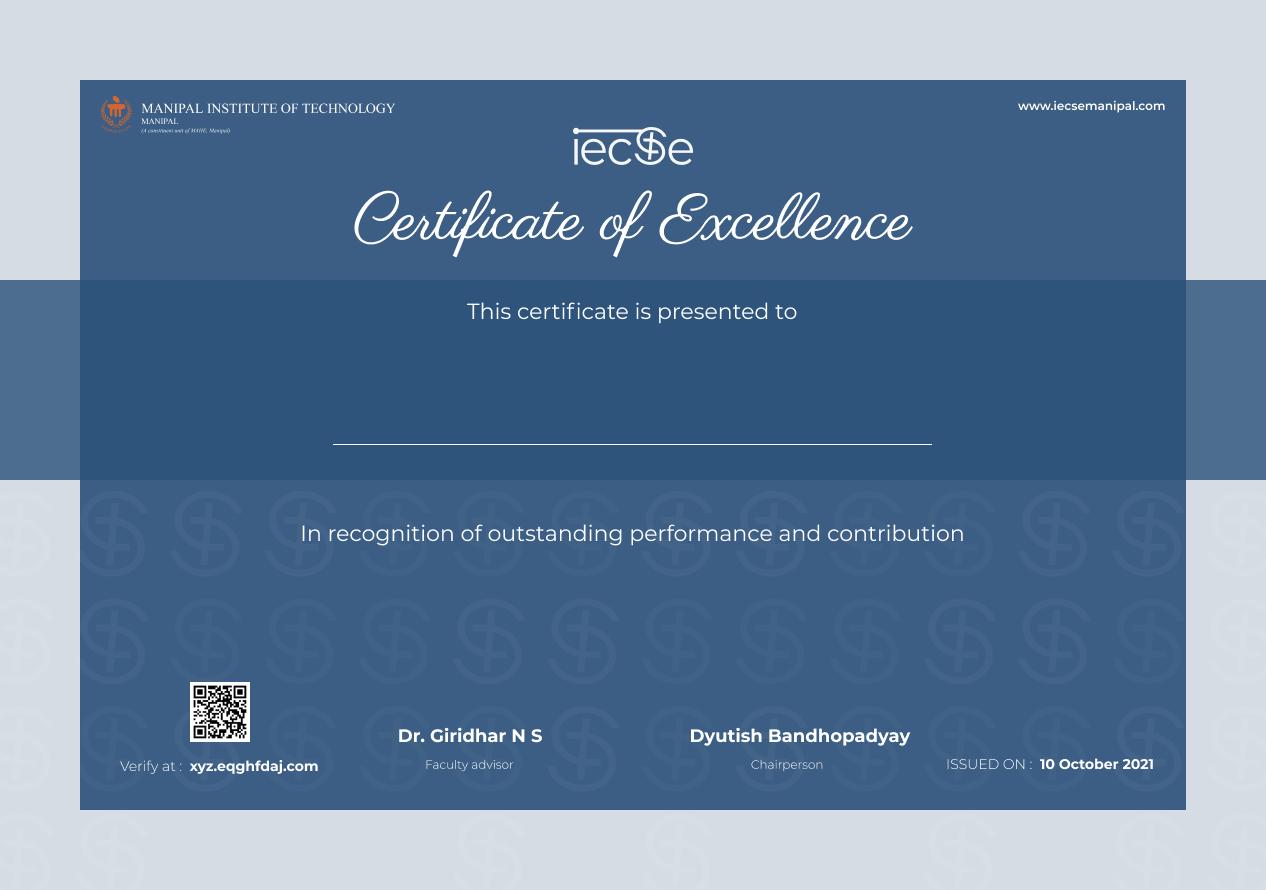 MANIPAL INSTITUTE OF TECHNOLOGY
MANIPAL
(A constituent unit of MAHE, Manipal)
www.iecsemanipal.com
iecse
Certificate of Excellence
This certificate is presented to
In recognition of outstanding performance and contribution
Dr. Giridhar N S
Faculty advisor
Dyutish Bandhopadyay
Chairperson
Verify at : xyz.eqghfdaj.com
ISSUED ON : 10 October 2021